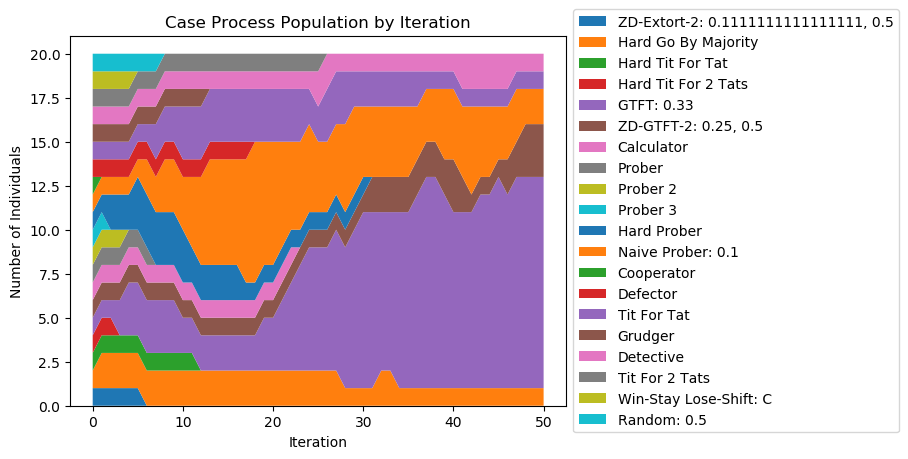 Case Process Population by Iteration
Number of Individuals
20.0
17.5
15.0
12.5
10.0
7.5
5.0
2.5
0.0
0
10
20
30
40
50
Iteration
ZD-Extort-2: 0.1111111111111111, 0.5
Hard Go By Majority
Hard Tit For Tat
Hard Tit For 2 Tats
GTFT: 0.33
ZD-GTFT-2: 0.25, 0.5
Calculator
Prober
Prober 2
Prober 3
Hard Prober
Naive Prober: 0.1
Cooperator
Defector
Tit For Tat
Grudger
Detective
Tit For 2 Tats
Win-Stay Lose-Shift: C
Random: 0.5